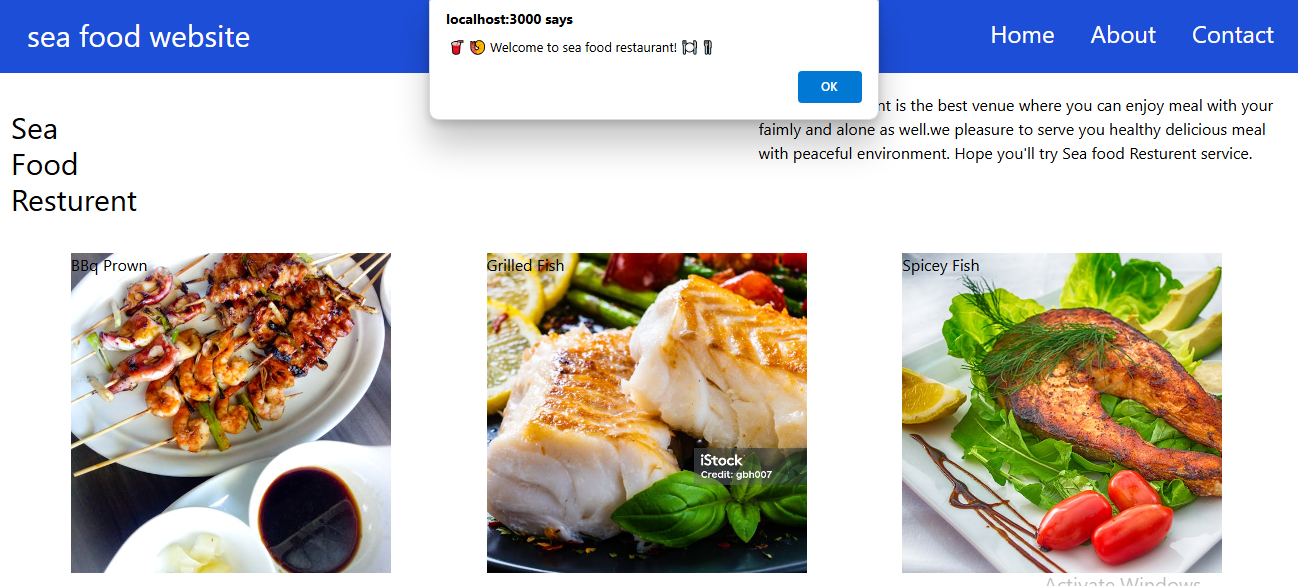 sea food website
localhost:3000 says
🥤 🍤 Welcome to sea food restaurant! 🍽 🍴
OK
Home About Contact
Sea
Food
Resturent
nt is the best venue where you can enjoy meal with your
faimly and alone as well.we pleasure to serve you healthy delicious meal
with peaceful environment. Hope you'll try Sea food Resturent service.
BBq Prown
Grilled Fish
Spicey Fish
iStock
Credit: gbh007
Activate Windows